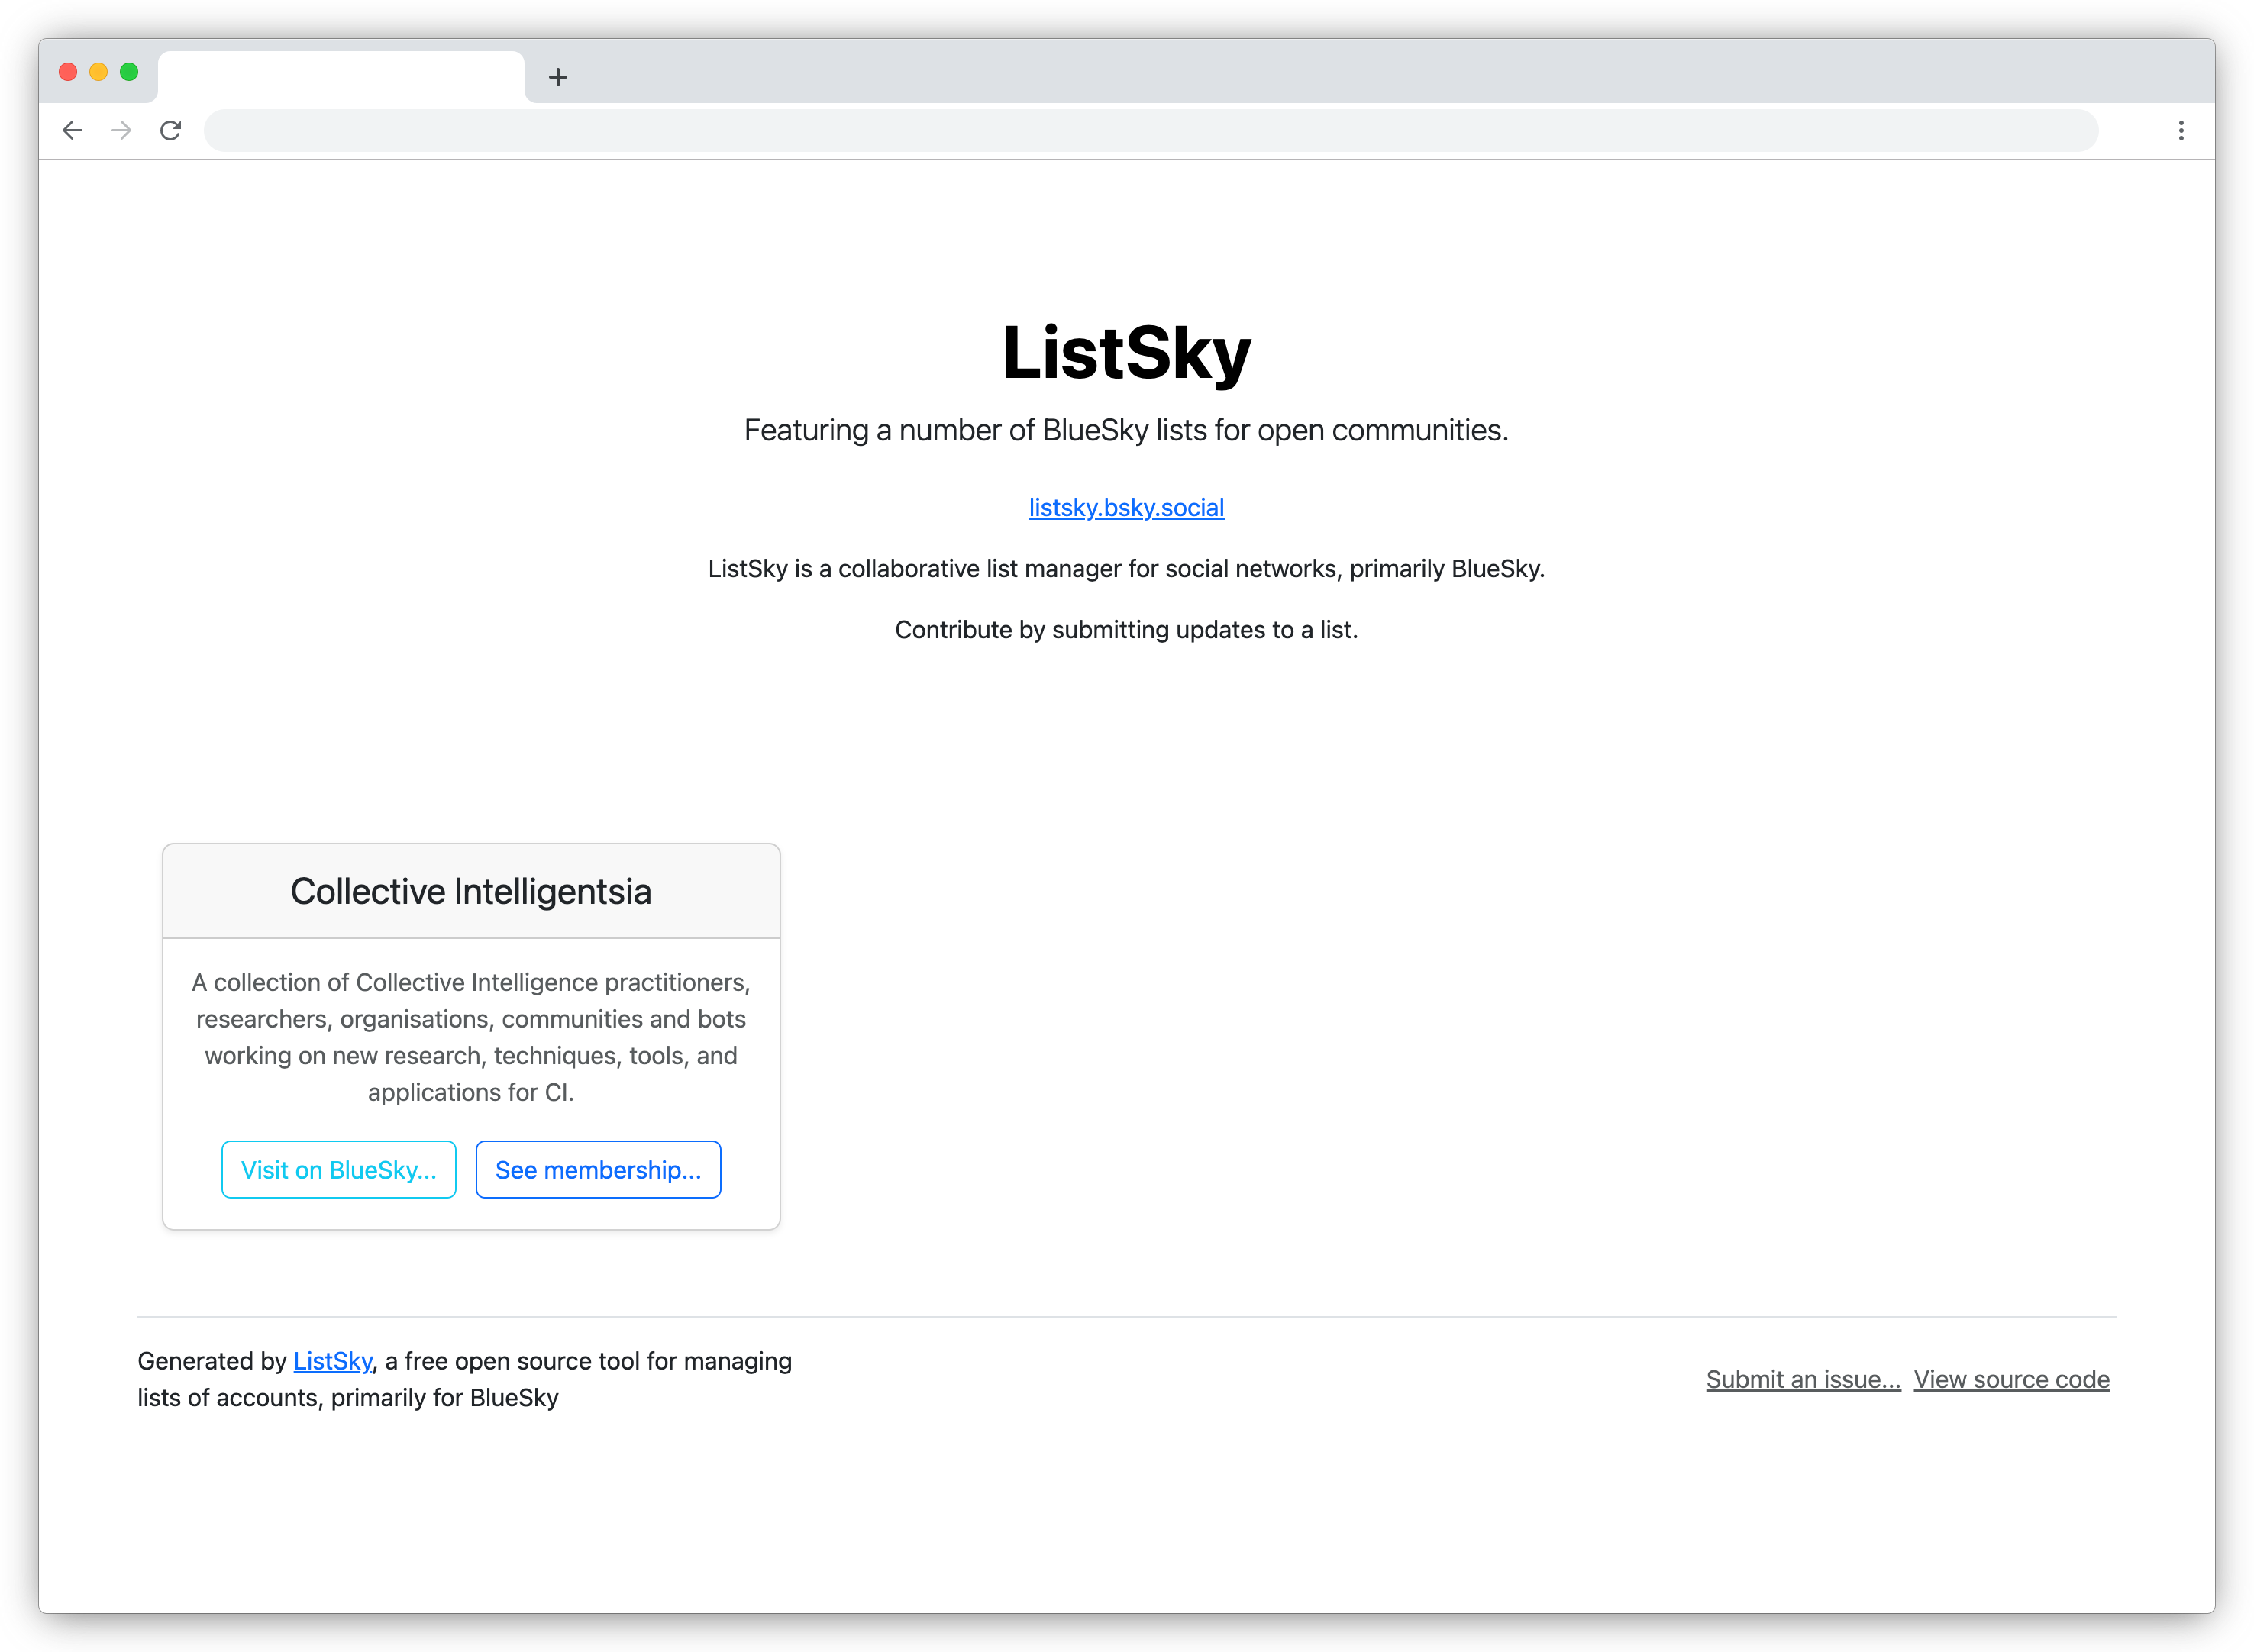 ListSky
Featuring a number of BlueSky lists for open communities.
listsky.bsky.social
ListSky is a collaborative list manager for social networks, primarily BlueSky.
Contribute by submitting updates to a list.
Collective Intelligentsia
A collection of Collective Intelligence practitioners,
researchers, organisations, communities and bots
working on new research, techniques, tools, and
applications for CI.
Visit on BlueSky... See membership...
Generated by ListSky, a free open source tool for managing
lists of accounts, primarily for BlueSky
Submit an issue... View source code